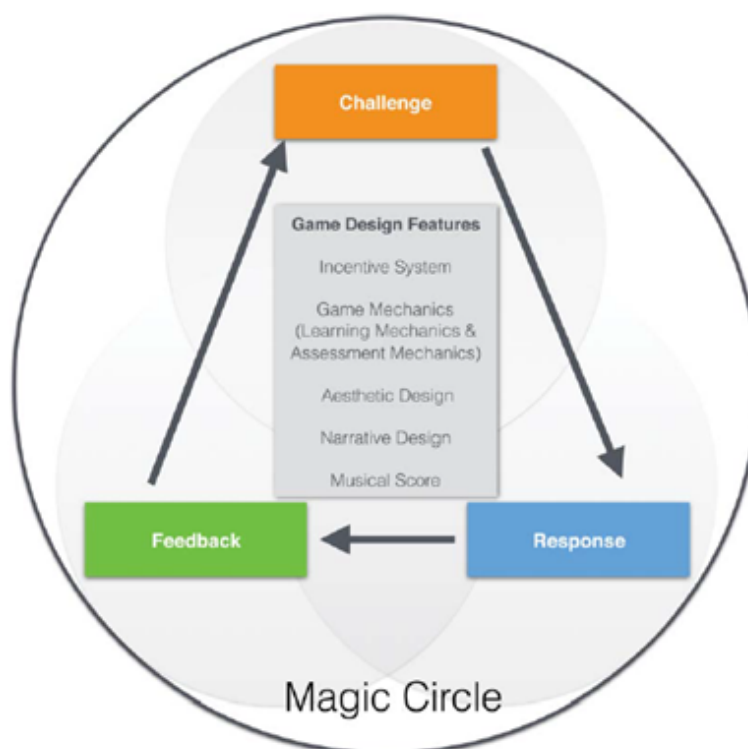 Challenge
Game Design Features
Incentive System
Game Mechanics
(Learning Mechanics &
Assessment Mechanics)
Aesthetic Design
Narrative Design
Musical Score
Feedback
Response
Magic Circle